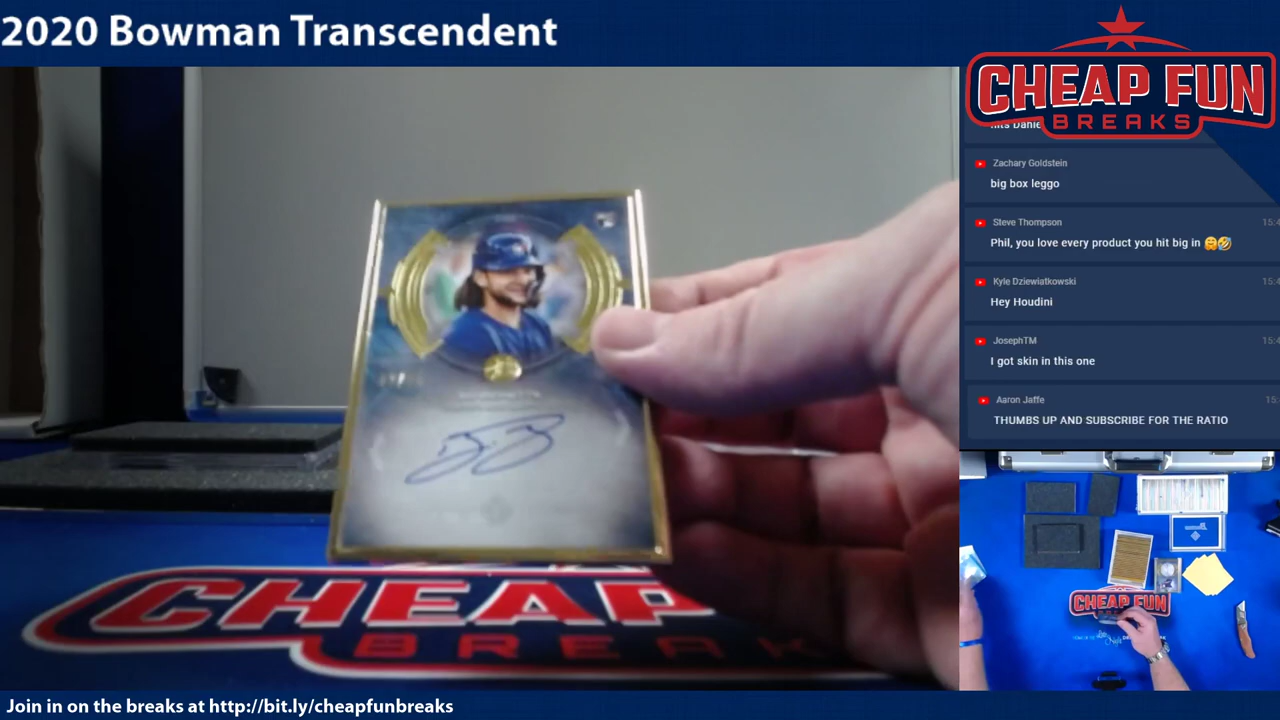 2020 Bowman Transcendent
CHEAP FUN
BREAKS
Zachary Goldstein
big box leggo
Steve Thompson
Phil, you love every product you hit big in 🤗🤣
Kyle Dziewiatkowski
Hey Houdini
JosephTM
I got skin in this one
Aaron Jaffe
THUMBS UP AND SUBSCRIBE FOR THE RATIO
CHEAP
BREAK
CHEAP FUN
Join in on the breaks at http://bit.ly/cheapfunbreaks